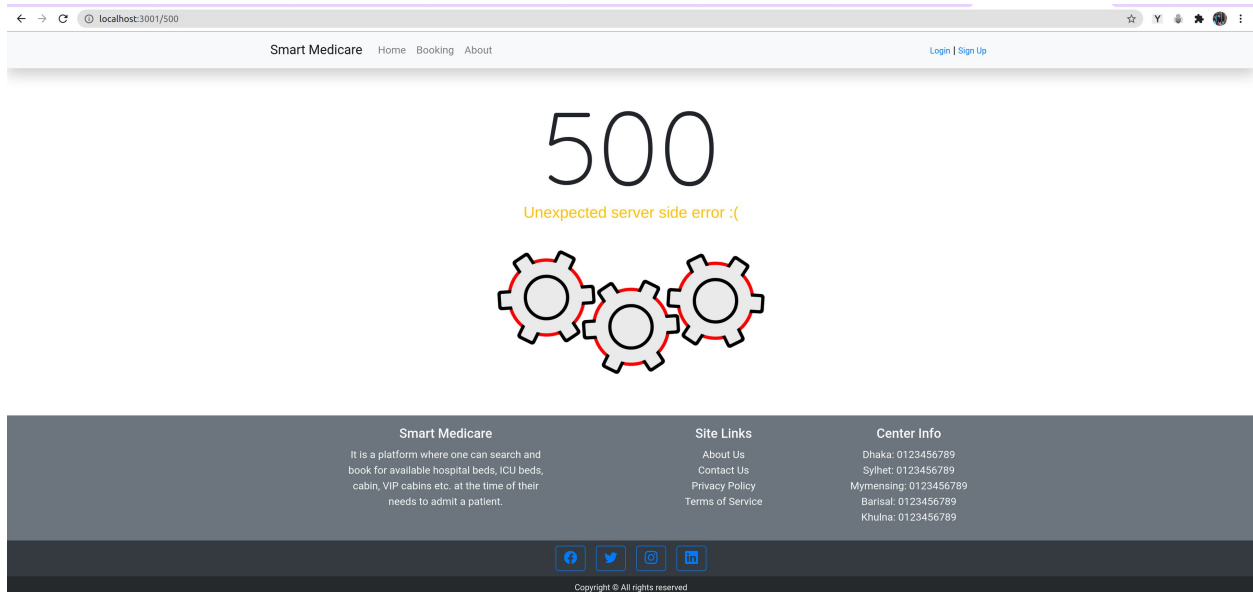 localhost:3001/500
Y
Smart Medicare Home Booking About Login | Sign Up
500
Unexpected server side error :(
Smart Medicare
It is a platform where one can search and
book for available hospital beds, ICU beds,
cabin, VIP cabins etc. at the time of their
needs to admit a patient.
Site Links
About Us
Contact Us
Privacy Policy
Terms of Service
Center Info
Dhaka: 0123456789
Sylhet: 0123456789
Mymensing: 0123456789
Barisal: 0123456789
Khulna: 0123456789
Copyright © All rights reserved